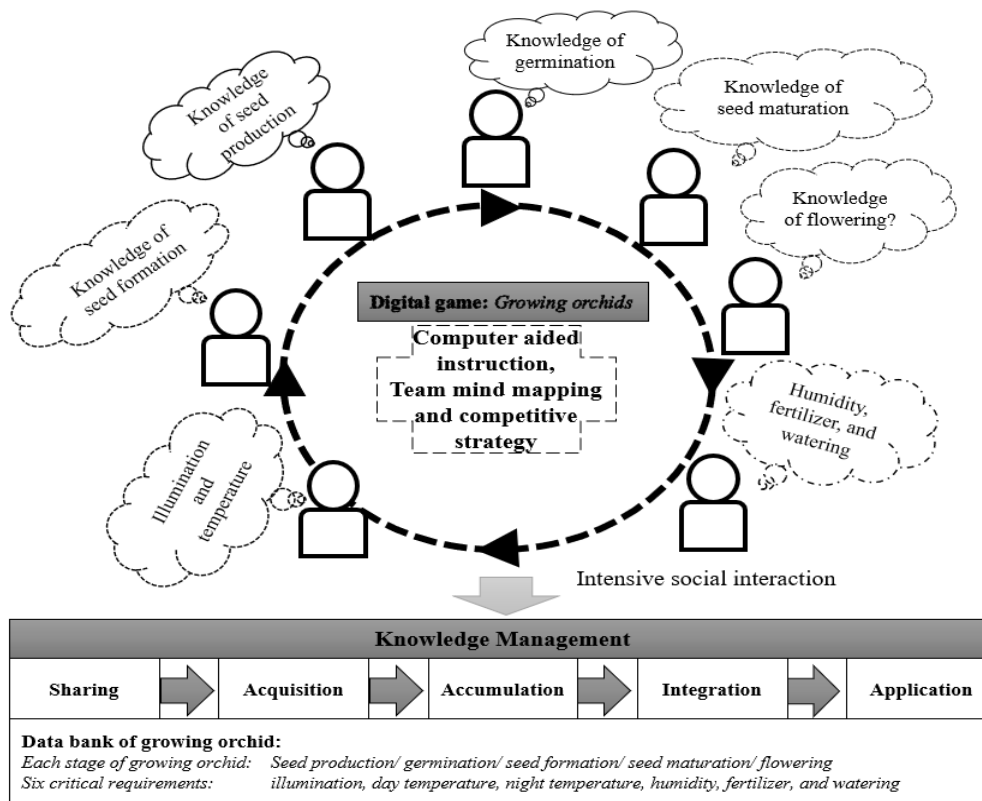 Knowledge of
germination
Knowledge
of seed
production
Knowledge of
seed maturation
Knowledge
of flowering?
Knowledge of
seed formation
Digital game: Growing orchids
Computer aided
instruction,
Team mind mapping
and competitive
strategy
Humidity,
fertilizer, and
watering
Illumination
and
temperature
Intensive social interaction
Knowledge Management
Sharing Acquisition Accumulation Integration Application
Data bank of growing orchid:
Each stage of growing orchid: Seed production/ germination/ seed formation/ seed maturation/ flowering
Six critical requirements: illumination, day temperature, night temperature, humidity, fertilizer, and watering